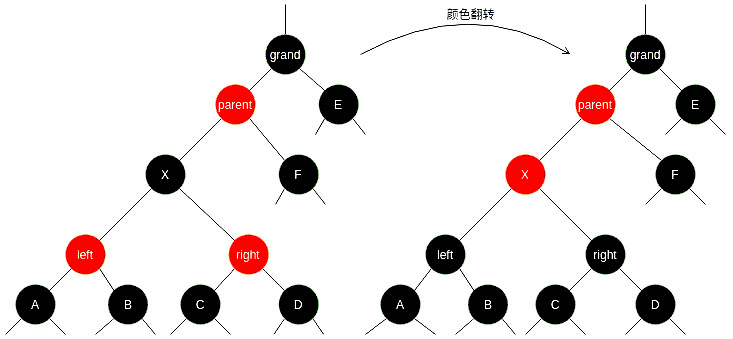 颜色翻转
grand
parent
E
X
F
left
right
A
B
C
D
grand
parent
E
X
F
left
right
A
B
C
D